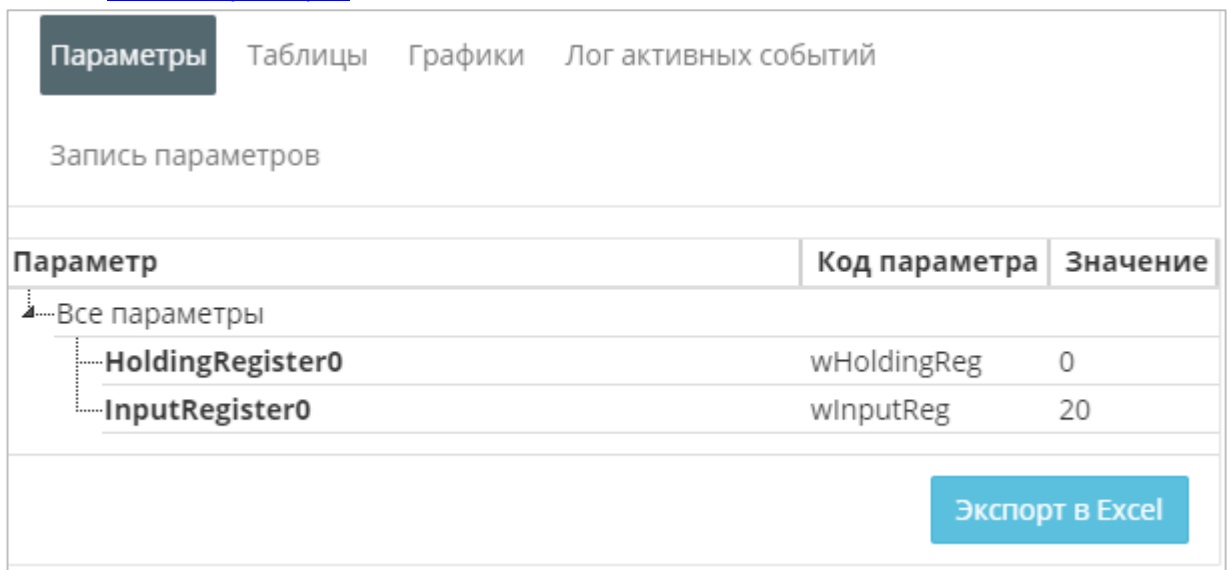 Параметры Таблицы Графики Лог активных событий
Запись параметров
Параметр Код параметра Значение
Все параметры
HoldingRegister0 wHoldingReg 0
InputRegister0 wInputReg 20
Экспорт в Excel